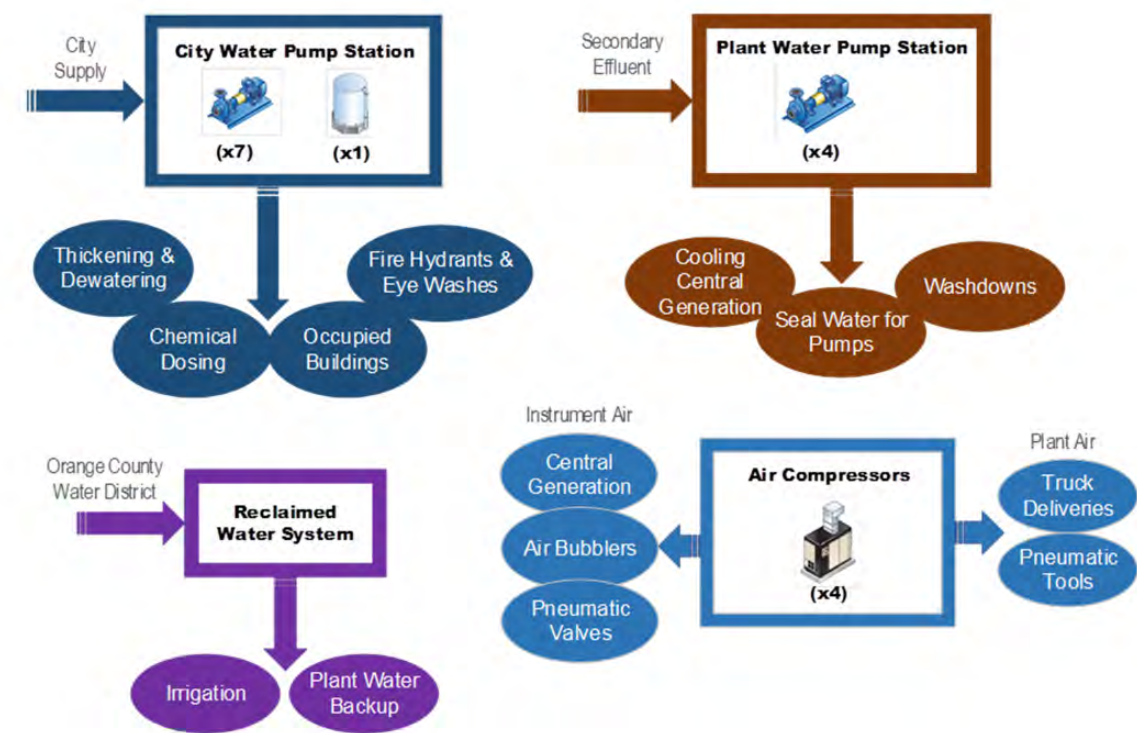 City
Supply
City Water Pump Station
(x7)
(x1)
Thickening &
Dewatering
Chemical
Dosing
Occupied
Buildings
Fire Hydrants &
Eye Washes
Secondary
Effluent
Plant Water Pump Station
(x4)
Cooling
Central
Generation
Seal Water for
Pumps
Washdowns
Orange County
Water District
Reclaimed
Water System
Irrigation
Plant Water
Backup
Instrument Air
Central
Generation
Air Bubblers
Pneumatic
Valves
Air Compressors
(x4)
Plant Air
Truck
Deliveries
Pneumatic
Tools